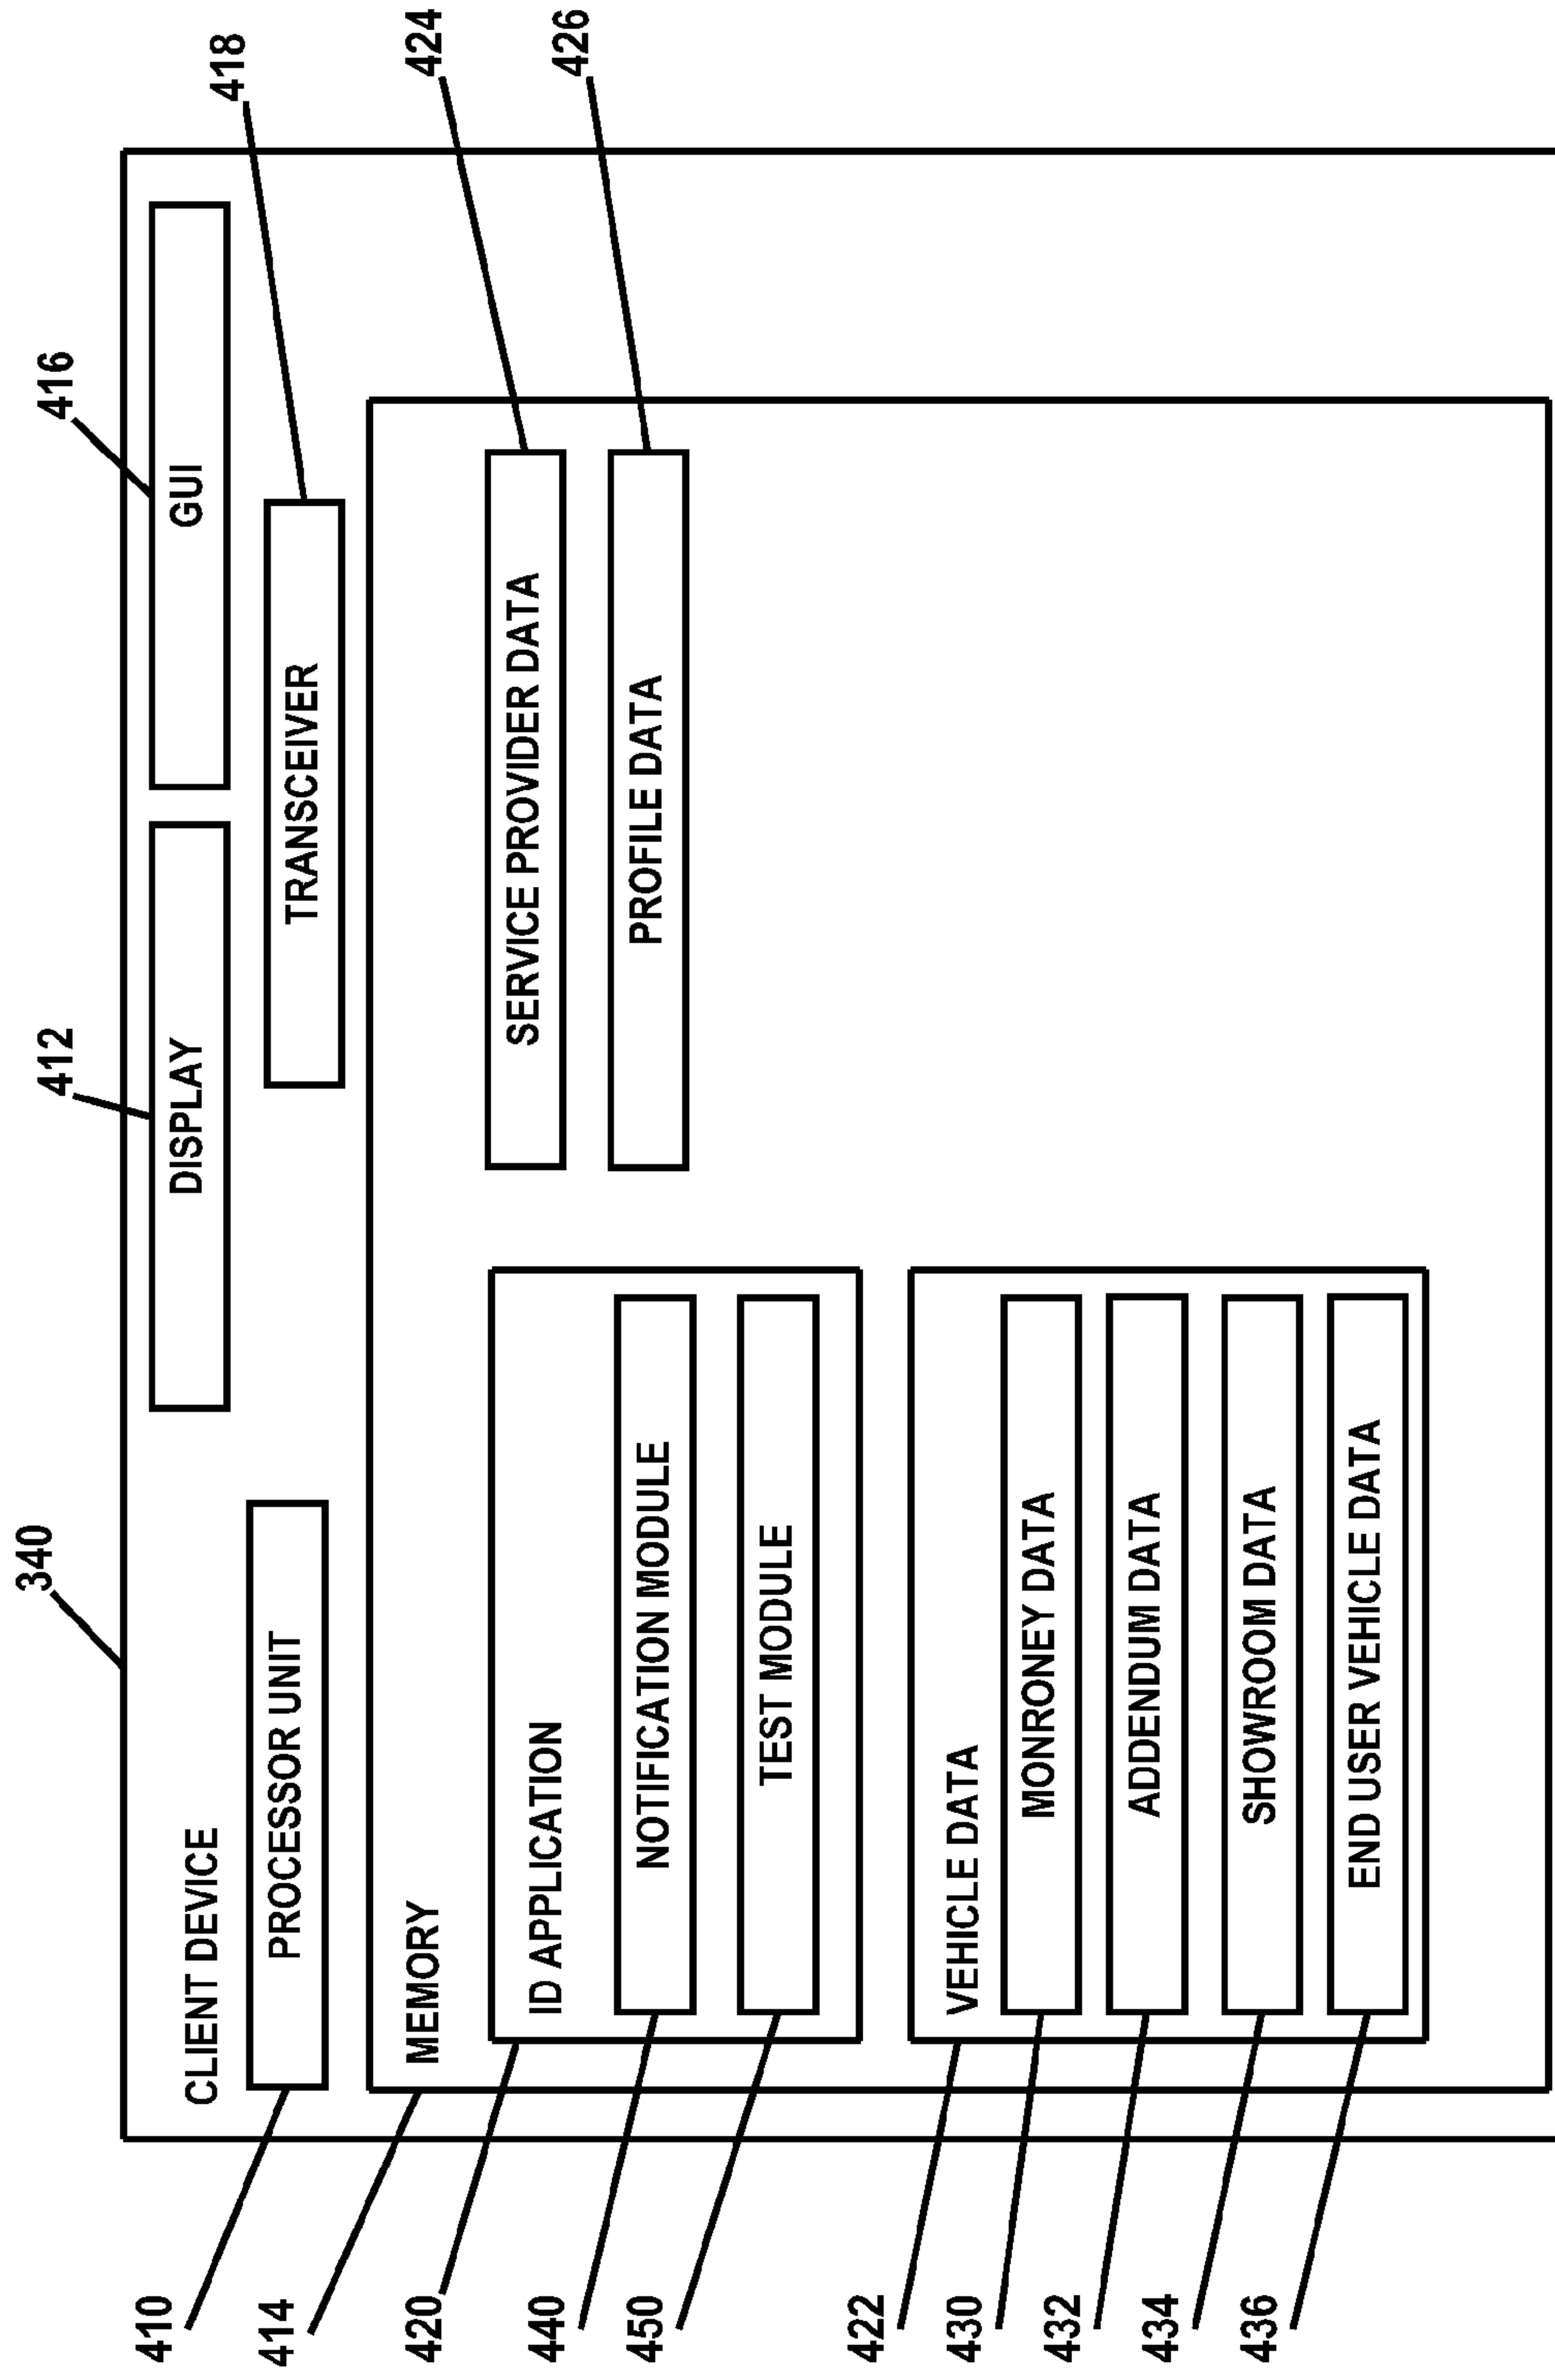 340
412
416
418
424
426
CLIENT DEVICE
DISPLAY
GUI
PROCESSOR UNIT
TRANSCEIVER
MEMORY
ID APPLICATION
NOTIFICATION MODULE
TEST MODULE
SERVICE PROVIDER DATA
PROFILE DATA
VEHICLE DATA
MONRONEY DATA
ADDENDUM DATA
SHOWROOM DATA
END USER VEHICLE DATA
410
414
420
440
450
422
430
432
434
436